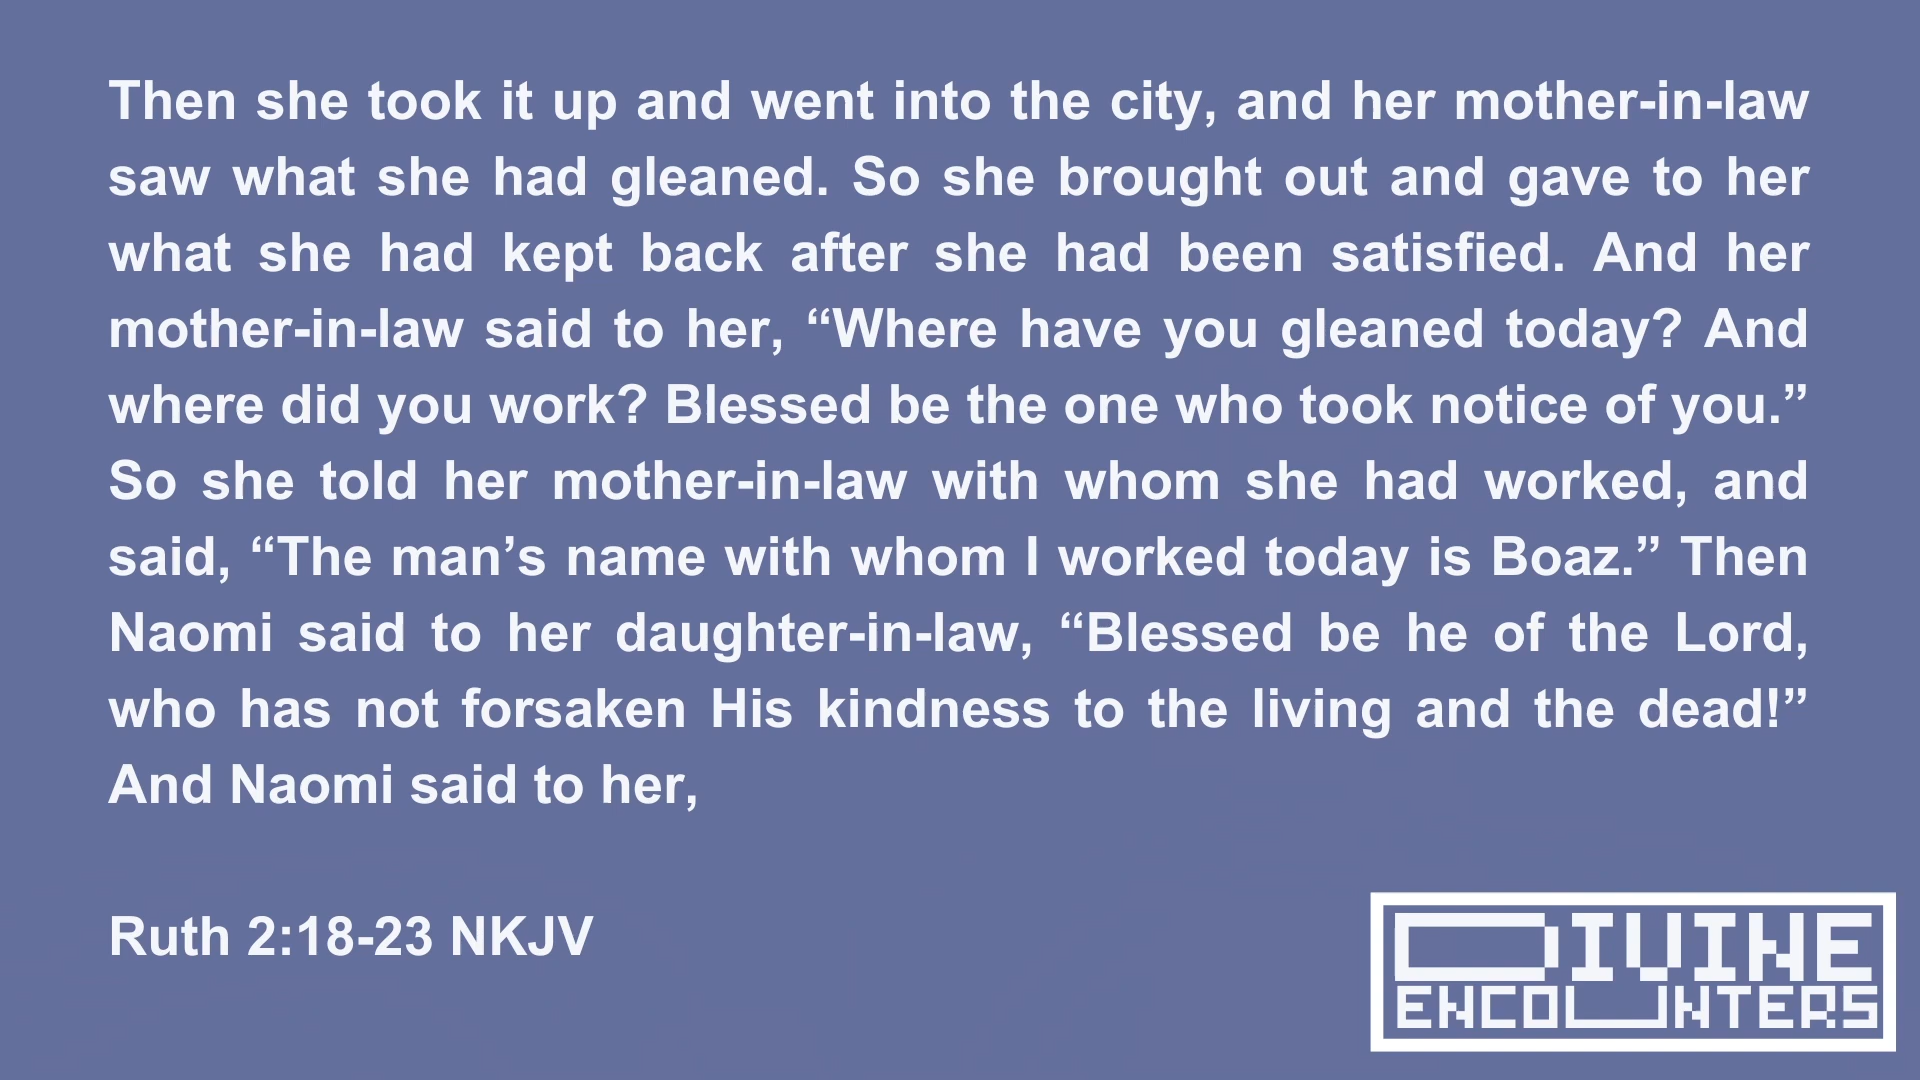 Then she took it up and went into the city, and her mother-in-law
saw what she had gleaned. So she brought out and gave to her
what she had kept back after she had been satisfied. And her
mother-in-law said to her, “Where have you gleaned today? And
where did you work? Blessed be the one who took notice of you.”
So she told her mother-in-law with whom she had worked, and
said, “The man’s name with whom I worked today is Boaz.” Then
Naomi said to her daughter-in-law, “Blessed be he of the Lord,
who has not forsaken His kindness to the living and the dead!”
And Naomi said to her,
Ruth 2:18-23 NKJV
DIVINE
ENCOUNTERS